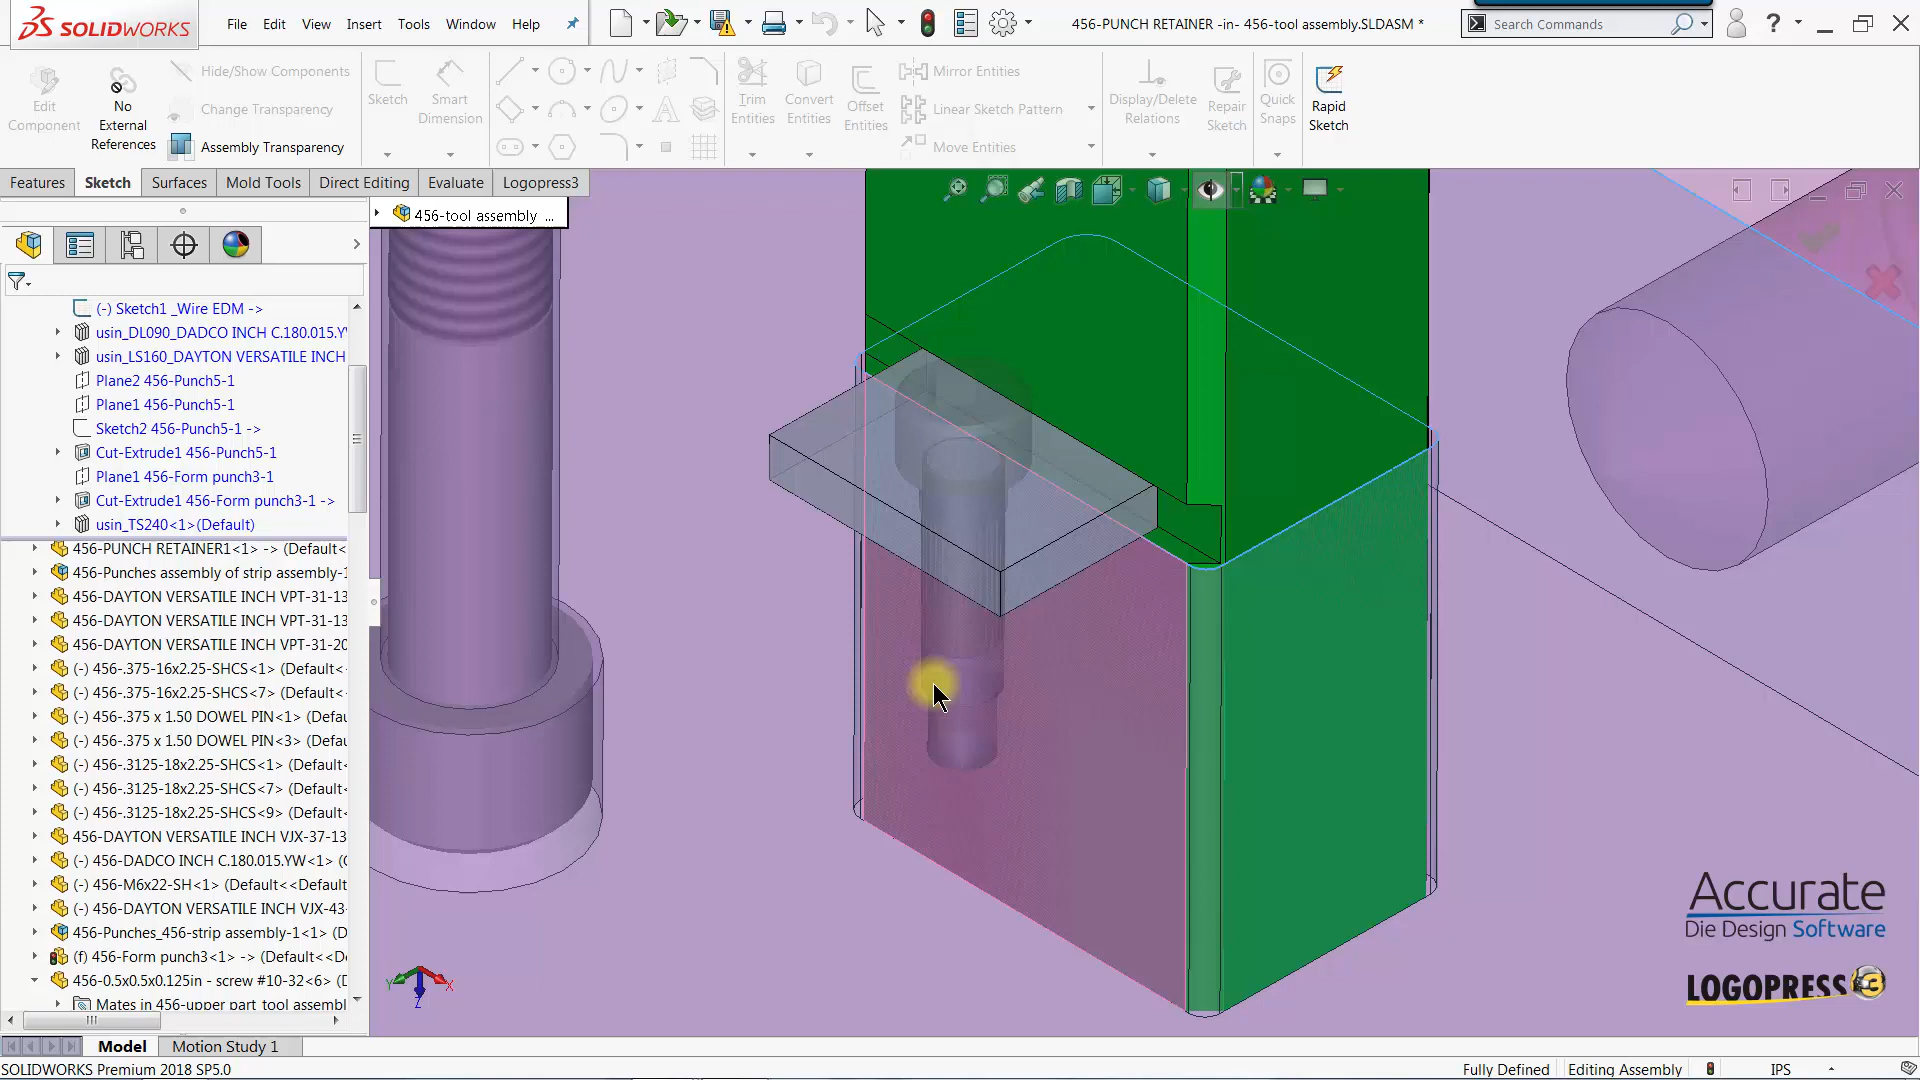 SOLIDWORKS
File Edit View Insert Tools Window Help
456-PUNCH RETAINER -in- 456-tool assembly.SLDASM *
Search Commands
?
Edit Component
No External References
Hide/Show Components
Change Transparency
Assembly Transparency
Sketch
Smart Dimension
Trim Entities
Convert Entities
Offset Entities
Mirror Entities
Linear Sketch Pattern
Move Entities
Display/Delete Relations
Repair Sketch
Quick Snaps
Rapid Sketch
Features Sketch Surfaces Mold Tools Direct Editing Evaluate Logopress3
456-tool assembly ...
(-) Sketch1 _Wire EDM ->
usin_DL090_DADCO INCH C.180.015.YW
usin_LS160_DAYTON VERSATILE INCH
Plane2 456-Punch5-1
Plane1 456-Punch5-1
Sketch2 456-Punch5-1 ->
Cut-Extrude1 456-Punch5-1
Plane1 456-Form punch3-1
Cut-Extrude1 456-Form punch3-1 ->
usin_TS240<1>(Default)
456-PUNCH RETAINER1<1> -> (Default<
456-Punches assembly of strip assembly-1
456-DAYTON VERSATILE INCH VPT-31-13
456-DAYTON VERSATILE INCH VPT-31-13
456-DAYTON VERSATILE INCH VPT-31-20
(-) 456-.375-16x2.25-SHCS<1> (Default<
(-) 456-.375-16x2.25-SHCS<7> (Default<
(-) 456-.375 x 1.50 DOWEL PIN<1> (Defau
(-) 456-.375 x 1.50 DOWEL PIN<3> (Defau
(-) 456-.3125-18x2.25-SHCS<1> (Default<
(-) 456-.3125-18x2.25-SHCS<7> (Default<
(-) 456-.3125-18x2.25-SHCS<9> (Default<
456-DAYTON VERSATILE INCH VJX-37-13
(-) 456-DADCO INCH C.180.015.YW<1> (
(-) 456-M6x22-SH<1> (Default<<Default
(-) 456-DAYTON VERSATILE INCH VJX-43-
456-Punches_456-strip assembly-1<1> (D
(f) 456-Form punch3<1> -> (Default<<De
456-0.5x0.5x0.125in - screw #10-32<6> (D
Mates in 456-upper part tool assembl
Y X Z
Accurate
Die Design Software
LOGOPRESS 3
Model Motion Study 1
SOLIDWORKS Premium 2018 SP5.0
Fully Defined Editing Assembly IPS